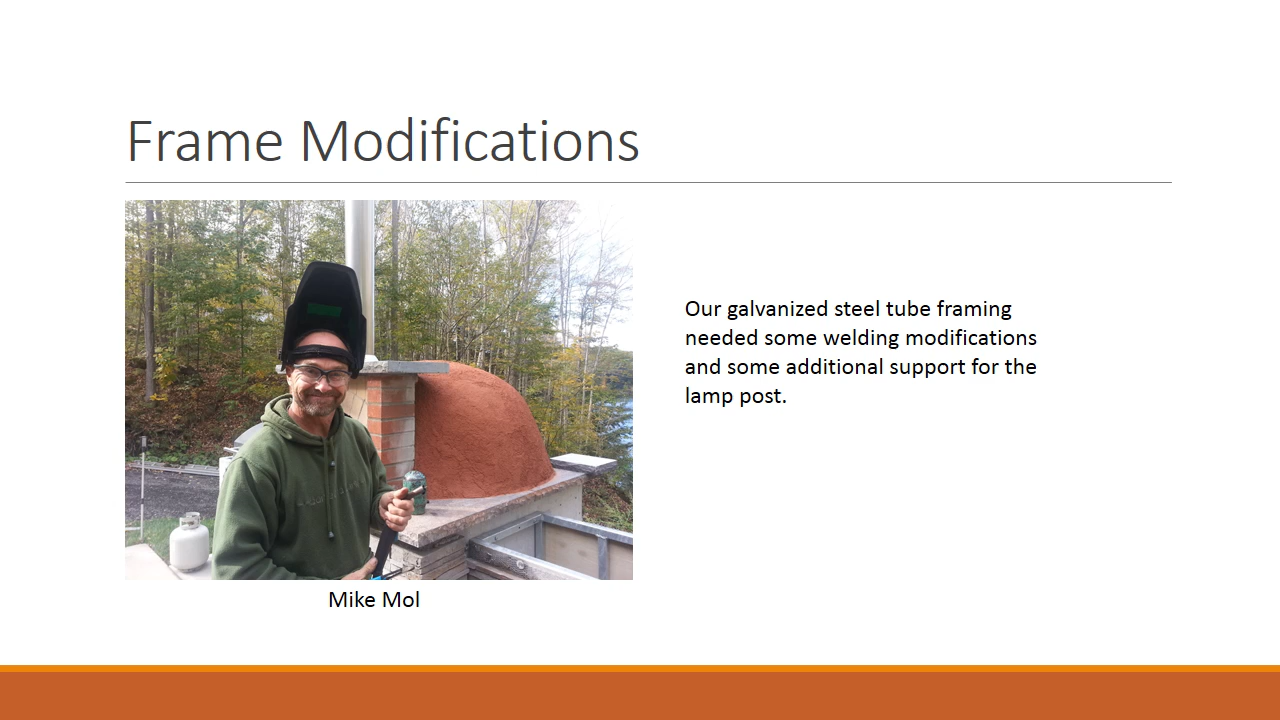 Frame Modifications
Our galvanized steel tube framing
needed some welding modifications
and some additional support for the
lamp post.
Mike Mol